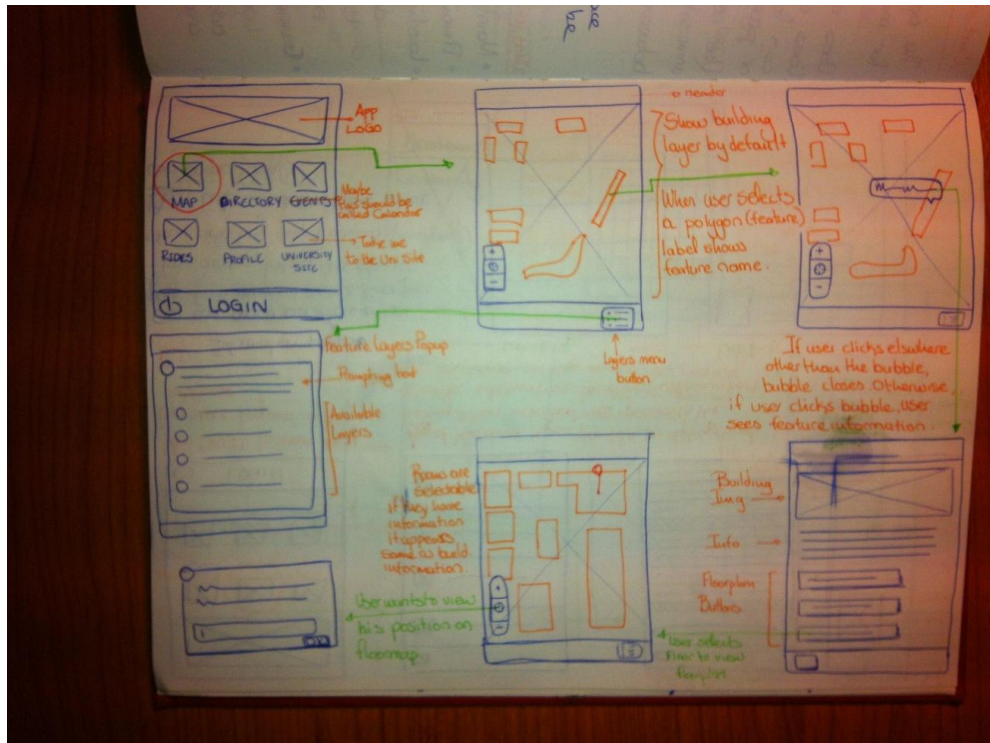 App
LOGO
MAP
DIRECTORY
EVENTS
Maybe
this should be
called Calendar
RIDES
PROFILE
UNIVERSITY
SITE
Take me
to the Uni Site
LOGIN
Header
Show building
layer by default
When user selects
a polygon (feature)
label shows
feature name.
Layers menu
button
Feature Layers Popup
Prompting text
Available
Layers
If user clicks elsewhere
other than the bubble,
bubble closes. Otherwise
if user clicks bubble, user
sees feature information.
Building
Img
Info
Floorplan
Buttons
User selects
floor to view
floorplan
Rooms are
selectable
if they have
information
it appears
same as build.
information.
User wants to view
his position on
floormap.